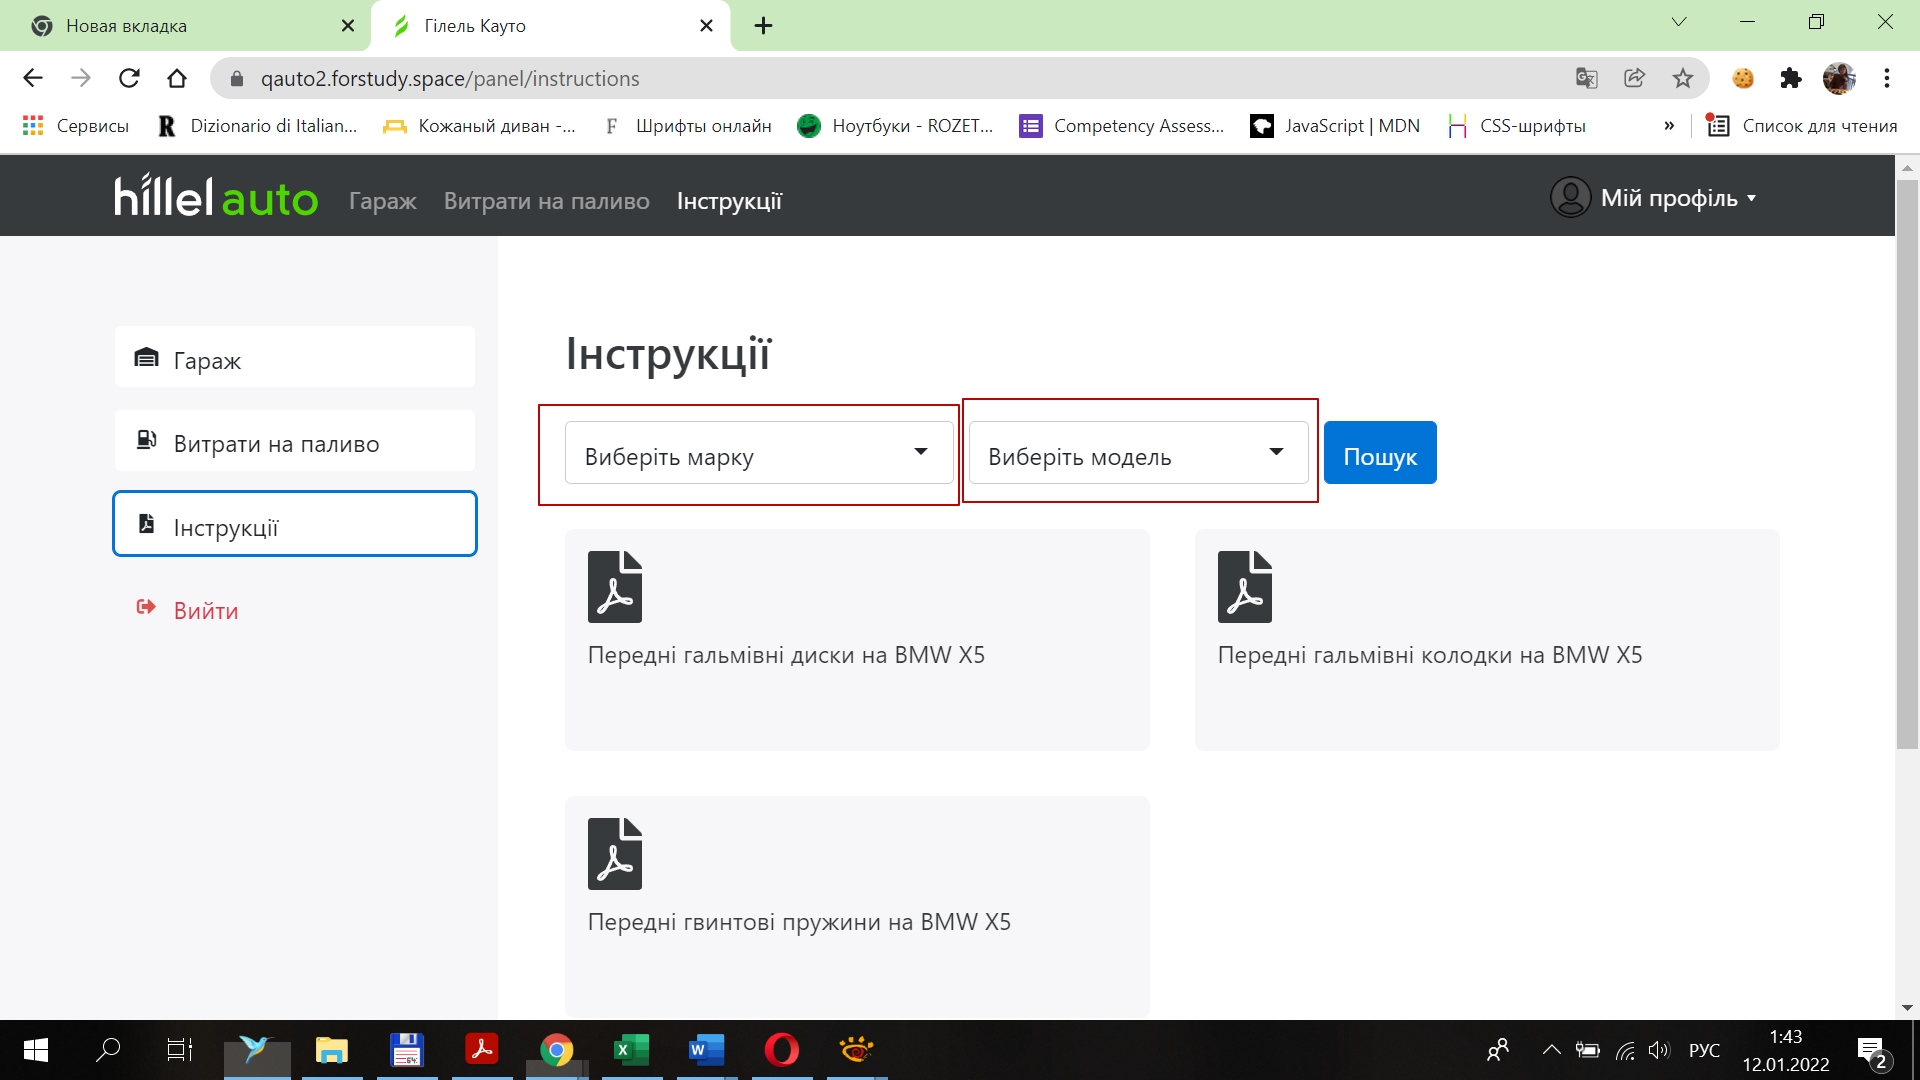 Новая вкладка
Гілель Кауто
qauto2.forstudy.space/panel/instructions
Сервисы
R
Dizionario di Italian...
Кожаный диван -...
F
Шрифты онлайн
Ноутбуки - ROZET...
Competency Assess...
JavaScript | MDN
CSS-шрифты
»
Список для чтения
hillel auto
Гараж
Витрати на паливо
Інструкції
Мій профіль
Гараж
Витрати на паливо
Інструкції
Вийти
Інструкції
Виберіть марку
Виберіть модель
Пошук
Передні гальмівні диски на BMW X5
Передні гальмівні колодки на BMW X5
Передні гвинтові пружини на BMW X5
64
X
W
РУС
1:43
12.01.2022
2